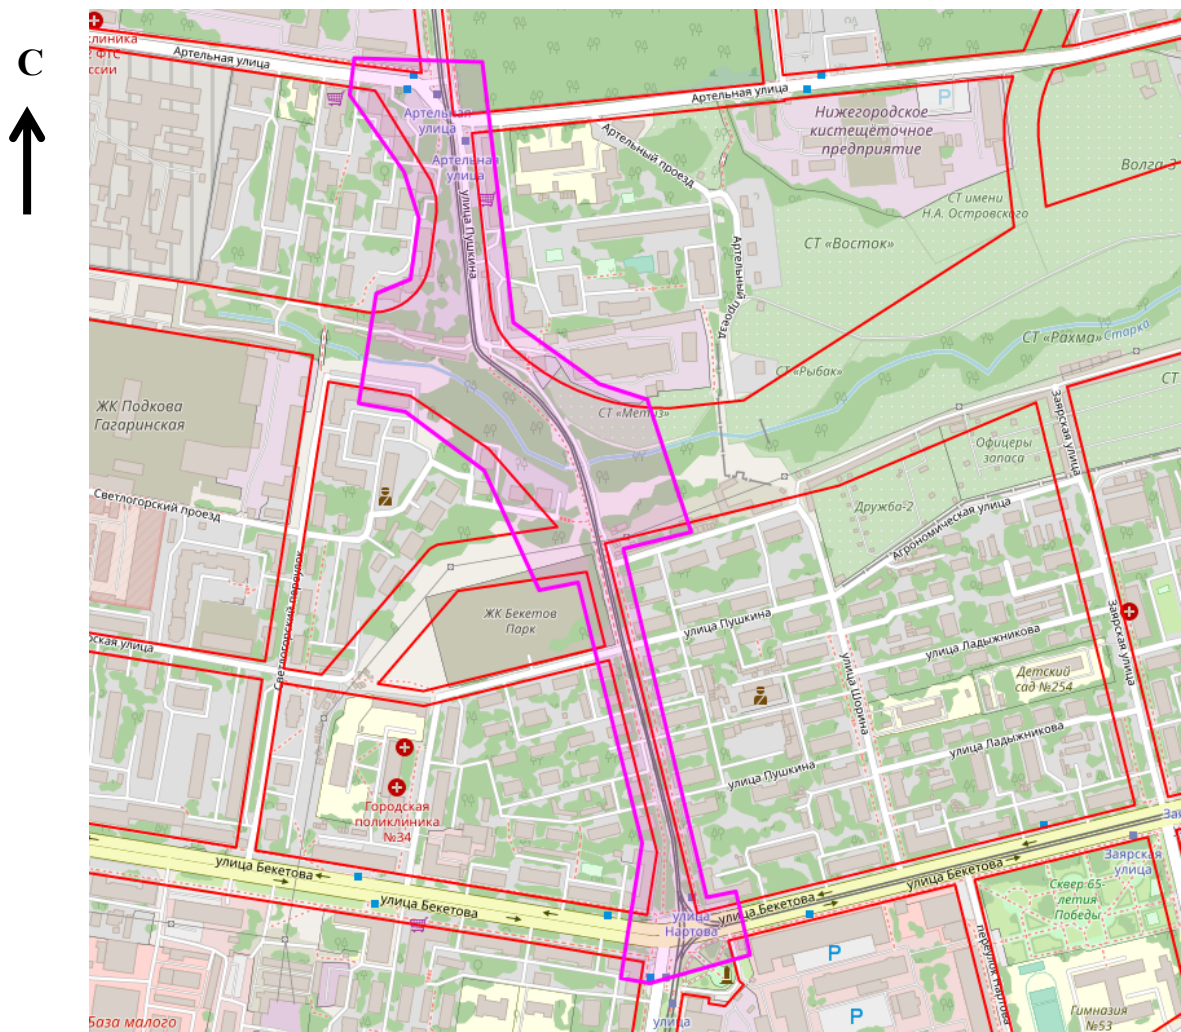 С
клиника
ФТС
ссии
Артельная улица
Артельная
улица
Артельная
улица
Артельная улица
Артельный проезд
Нижегородское
кистещёточное
предприятие
P
Волга-3
СТ имени
Н.А. Островского
СТ «Восток»
улица Пушкина
Артельный проезд
СТ «Рахма»
Старка
СТ «Рыбак»
СТ
ЖК Подкова
Гагаринская
СТ «Метиз»
Заярская улица
Офицеры
запаса
Светлогорский проезд
Дружба-2
Агрономическая улица
Светлогорский переулок
ЖК Бекетов
Парк
улица Пушкина
Заярская улица
рская улица
улица Ладыжникова
улица Шорина
Детский
сад №254
улица Ладыжникова
улица Пушкина
Городская
поликлиника
№34
улица Бекетова
улица Бекетова
улица Бекетова
улица Бекетова
Зая
Заярская
улица
улица
Нартова
Сквер 65-
летия
Победы
P
переулок Нартова
База малого
P
улица
Гимназия
№53